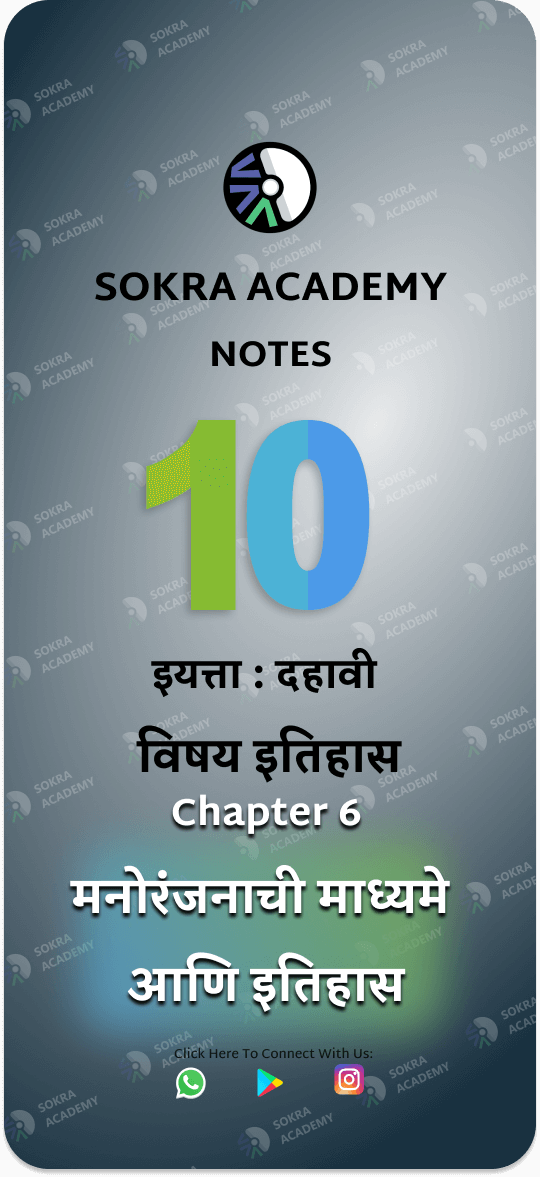 SOKRA ACADEMY
NOTES
10
इयत्ता : दहावी
विषय इतिहास
Chapter 6
मनोरंजनाची माध्यमे
आणि इतिहास
Click Here To Connect With Us: